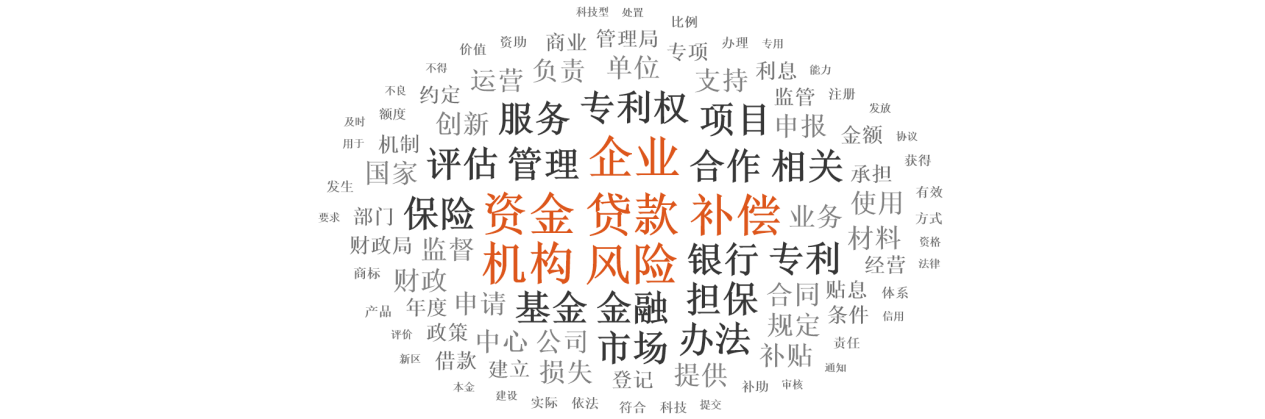 科技型 处置
比例
价值 资助 商业 管理局 专项 办理 专用
不得 运营 负责 单位 支持 利息 能力
不良 约定 监管 注册
及时 额度 创新 服务 专利权 项目 申报 金额 发放 协议
用于 机制 国家 评估 管理 企业 合作 相关 承担 获得
发生 保险 资金 贷款 补偿 业务 使用 有效
要求 部门 方式
财政局 监督 机构 风险 银行 专利 材料 资格
商标 财政 经营 法律
产品 年度 申请 基金 金融 担保 合同 贴息 体系
评价 政策 中心 公司 市场 办法 规定 条件 信用
新区 借款 建立 损失 登记 提供 补贴 责任
本金 建设 补助 审核 通知
实际 依法 符合 科技 提交